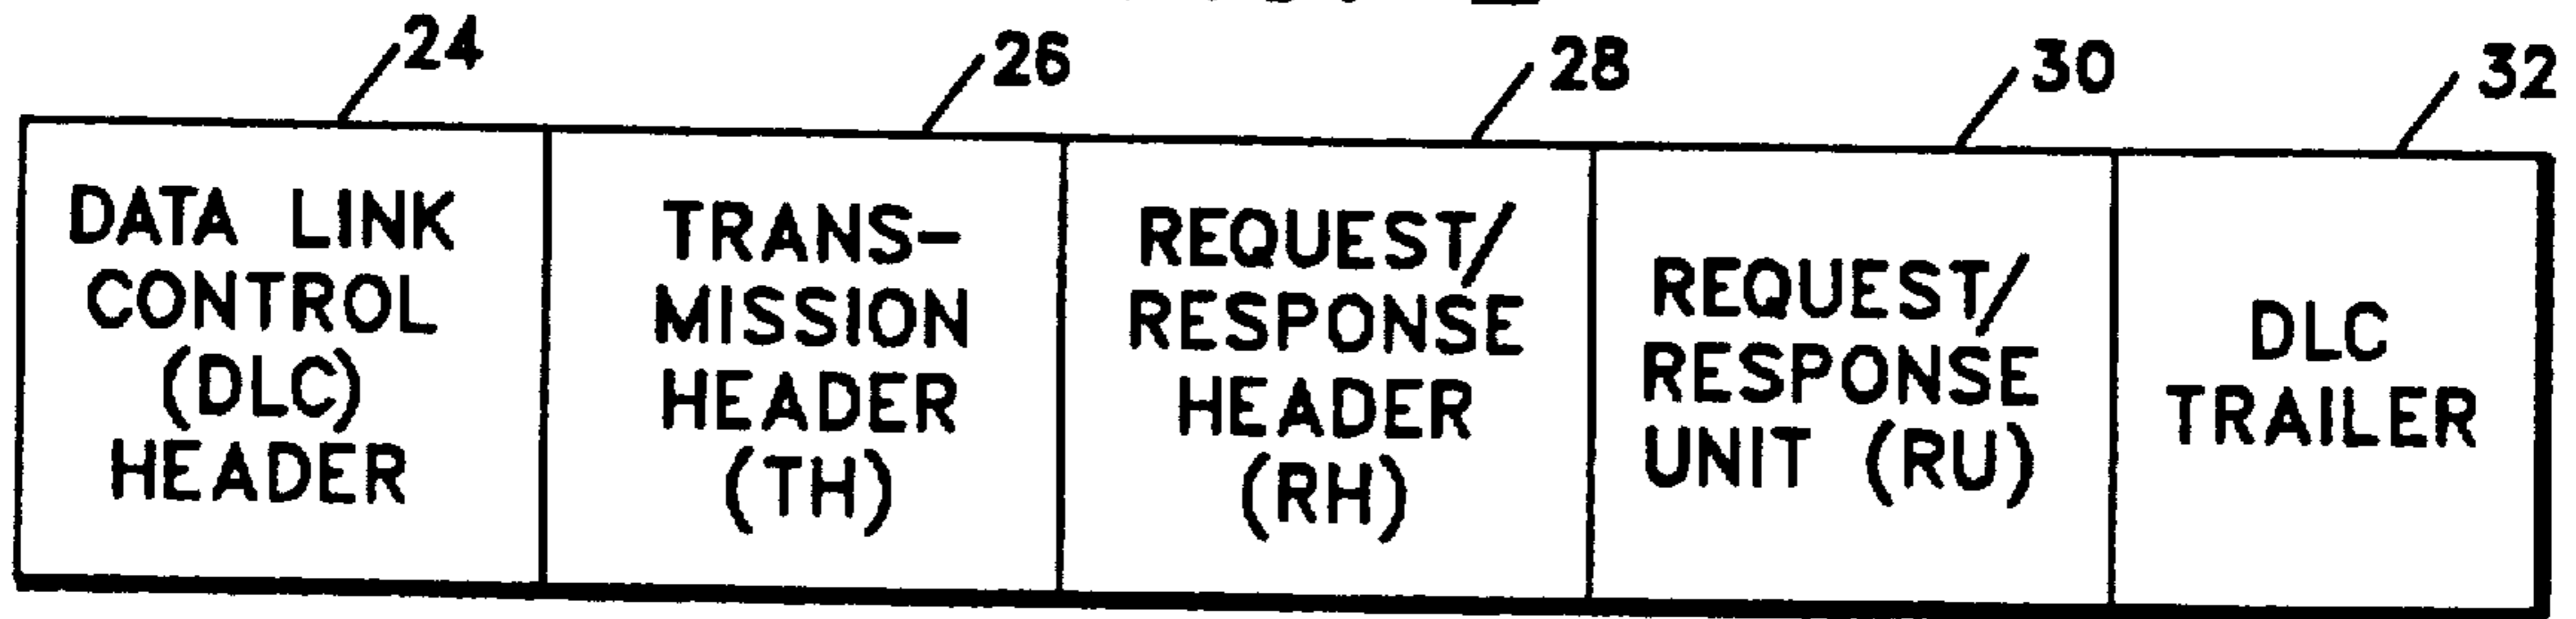 24
26
28
30
32
DATA LINK
CONTROL
(DLC)
HEADER
TRANS-
MISSION
HEADER
(TH)
REQUEST/
RESPONSE
HEADER
(RH)
REQUEST/
RESPONSE
UNIT (RU)
DLC
TRAILER